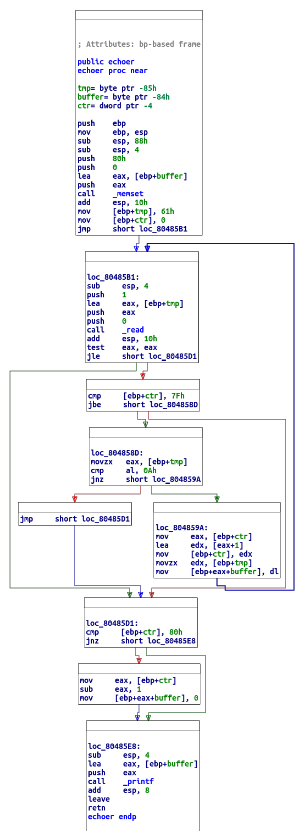 ; Attributes: bp-based frame
public echoer
echoer proc near
tmp= byte ptr -85h
buffer= byte ptr -84h
ctr= dword ptr -4
push ebp
mov ebp, esp
sub esp, 88h
sub esp, 4
push 80h
push 0
lea eax, [ebp+buffer]
push eax
call _memset
add esp, 10h
mov [ebp+tmp], 61h
mov [ebp+ctr], 0
jmp short loc_80485B1
loc_80485B1:
sub esp, 4
push 1
lea eax, [ebp+tmp]
push eax
push 0
call _read
add esp, 10h
test eax, eax
jle short loc_80485D1
cmp [ebp+ctr], 7Fh
jbe short loc_804858D
loc_804858D:
movzx eax, [ebp+tmp]
cmp al, 0Ah
jnz short loc_804859A
jmp short loc_80485D1
loc_804859A:
mov eax, [ebp+ctr]
lea edx, [eax+1]
mov [ebp+ctr], edx
movzx edx, [ebp+tmp]
mov [ebp+eax+buffer], dl
loc_80485D1:
cmp [ebp+ctr], 80h
jnz short loc_80485E8
mov eax, [ebp+ctr]
sub eax, 1
mov [ebp+eax+buffer], 0
loc_80485E8:
sub esp, 4
lea eax, [ebp+buffer]
push eax
call _printf
add esp, 8
leave
retn
echoer endp